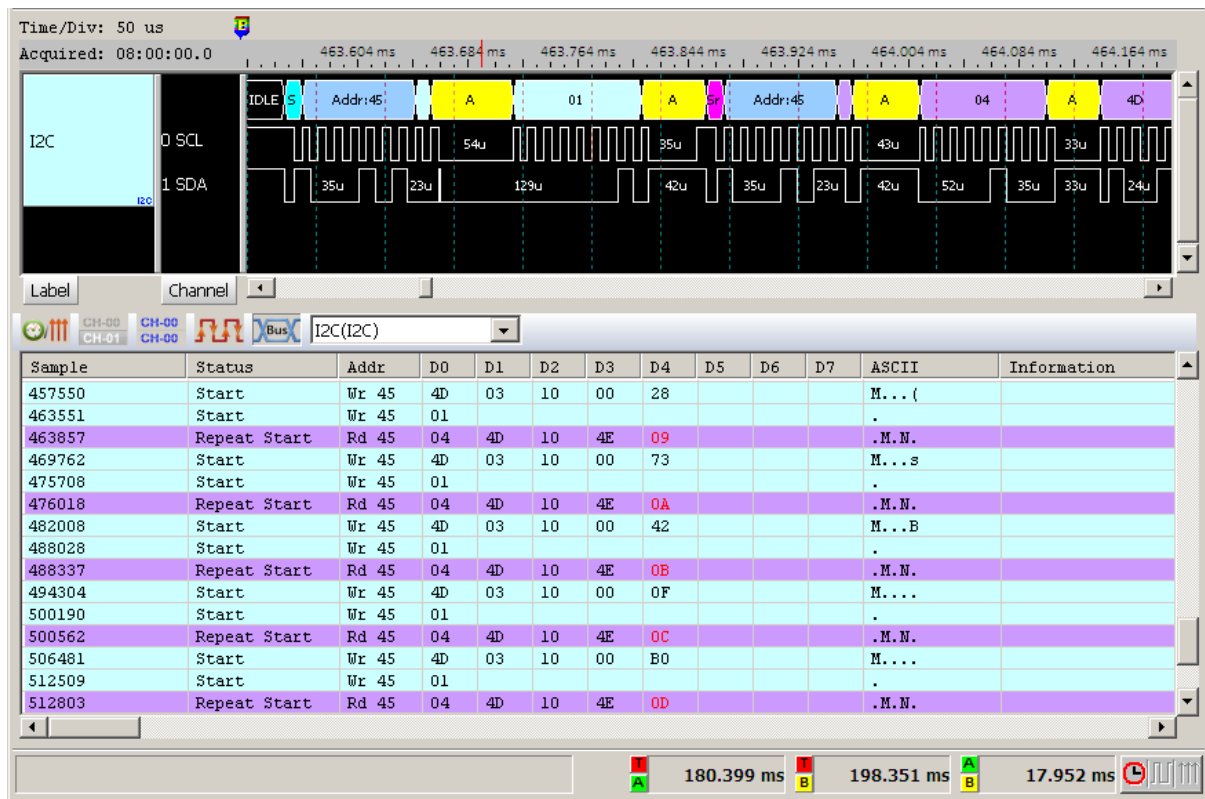 Time/Div: 50 us
Acquired: 08:00:00.0 463.604 ms 463.684 ms 463.764 ms 463.844 ms 463.924 ms 464.004 ms 464.084 ms 464.164 ms
IDLE S Addr:45 A 01 A Sr Addr:45 A 04 A 4D
I2C 0 SCL 54u 35u 43u 33u
1 SDA 35u 23u 129u 42u 35u 23u 42u 52u 35u 33u 24u
I2C
Label Channel
CH-00 CH-01 CH-00 CH-00 Bus I2C(I2C)
Sample Status Addr D0 D1 D2 D3 D4 D5 D6 D7 ASCII Information
457550 Start Wr 45 4D 03 10 00 28 M...(
463551 Start Wr 45 01 .
463857 Repeat Start Rd 45 04 4D 10 4E 09 .M.N.
469762 Start Wr 45 4D 03 10 00 73 M...s
475708 Start Wr 45 01 .
476018 Repeat Start Rd 45 04 4D 10 4E 0A .M.N.
482008 Start Wr 45 4D 03 10 00 42 M...B
488028 Start Wr 45 01 .
488337 Repeat Start Rd 45 04 4D 10 4E 0B .M.N.
494304 Start Wr 45 4D 03 10 00 0F M....
500190 Start Wr 45 01 .
500562 Repeat Start Rd 45 04 4D 10 4E 0C .M.N.
506481 Start Wr 45 4D 03 10 00 B0 M....
512509 Start Wr 45 01 .
512803 Repeat Start Rd 45 04 4D 10 4E 0D .M.N.
T A 180.399 ms T B 198.351 ms A B 17.952 ms